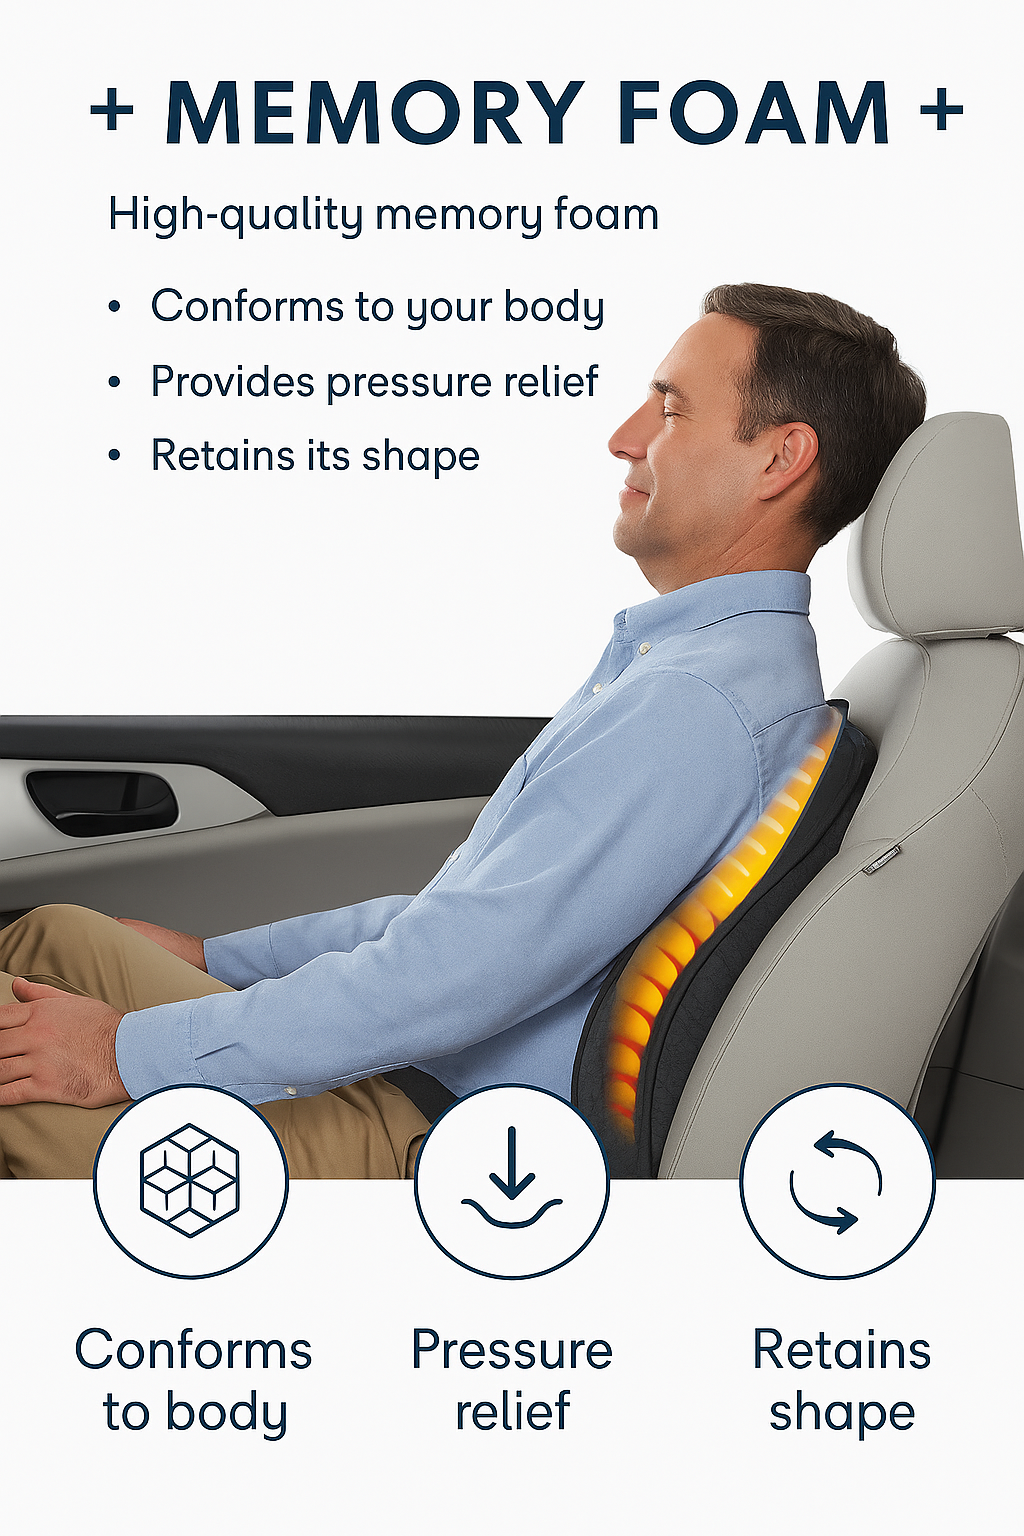 + MEMORY FOAM +
High-quality memory foam
• Conforms to your body
• Provides pressure relief
• Retains its shape
Conforms
to body
Pressure
relief
Retains
shape